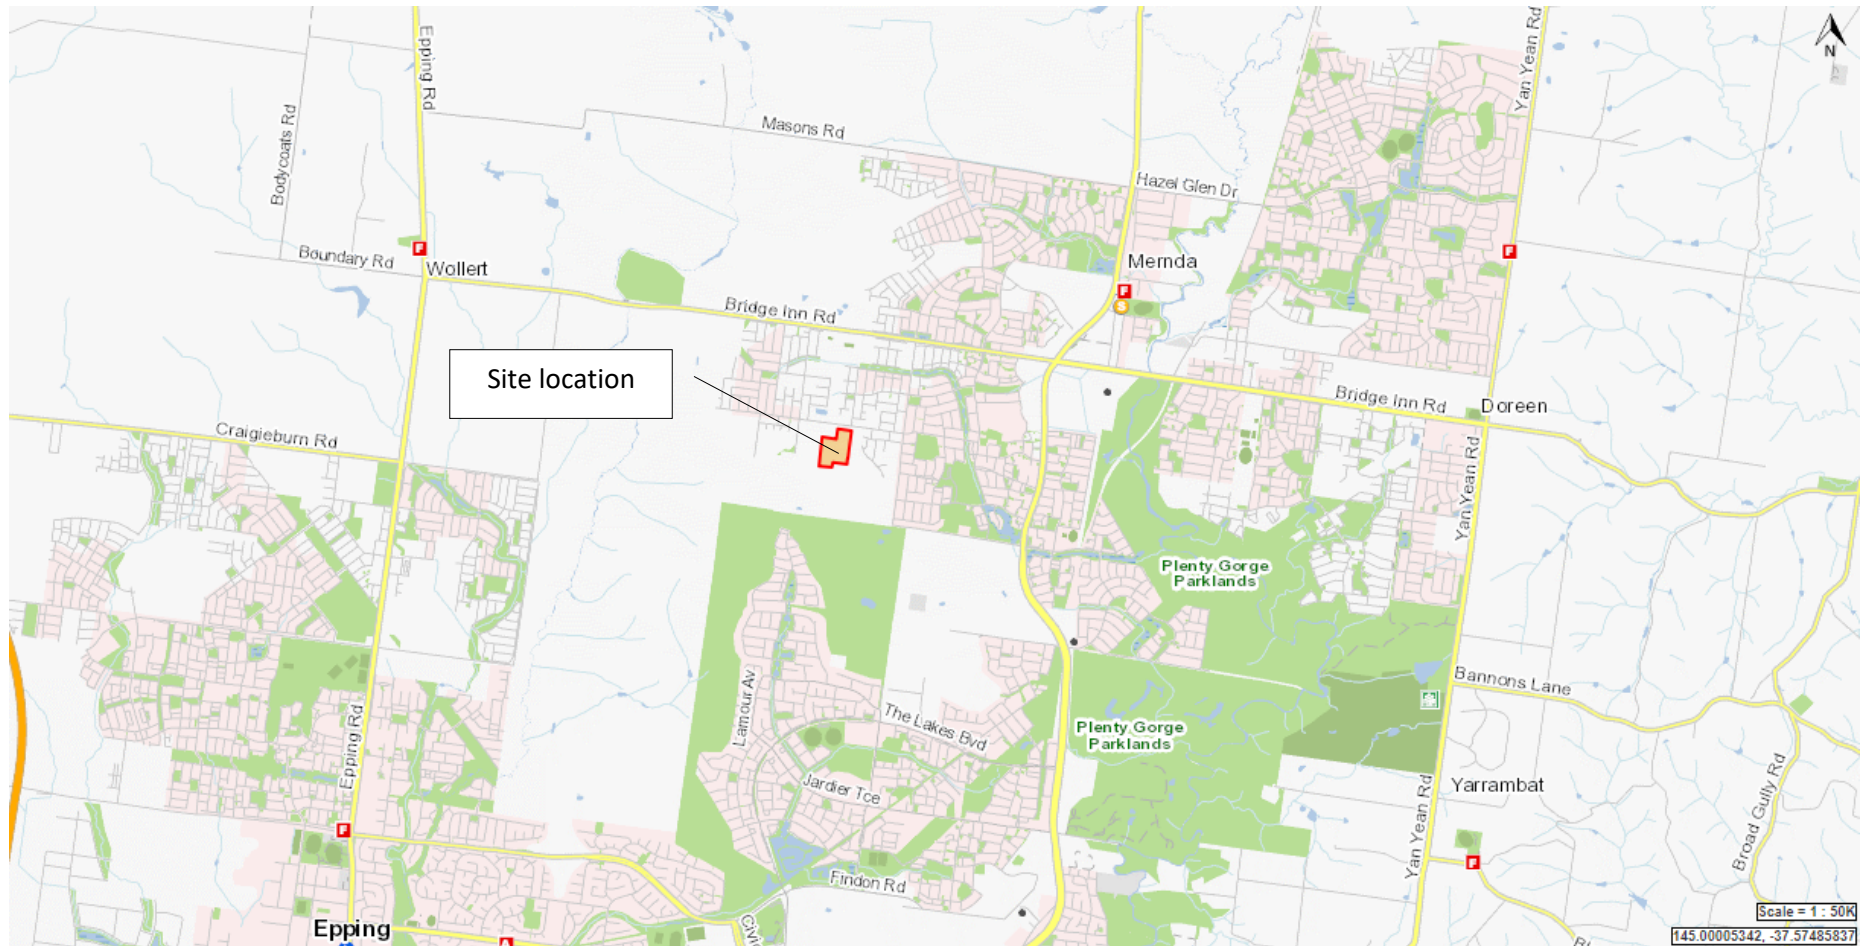 Epping Rd
Yan Yean Rd
N
Bodycoats Rd
Masons Rd
Hazel Glen Dr
Boundary Rd
Wollert
F
Mernda
F
F
Bridge Inn Rd
Site location
Bridge Inn Rd
Doreen
Craigieburn Rd
Yan Yean Rd
Plenty Gorge
Parklands
Bannons Lane
Lamour Av
The Lakes Bvd
Plenty Gorge
Parklands
Epping Rd
Jardier Tce
Yarrambat
Yan Yean Rd
Broad Gully Rd
F
F
Findon Rd
Epping
Scale = 1 : 50K
145.00005342, -37.57485837